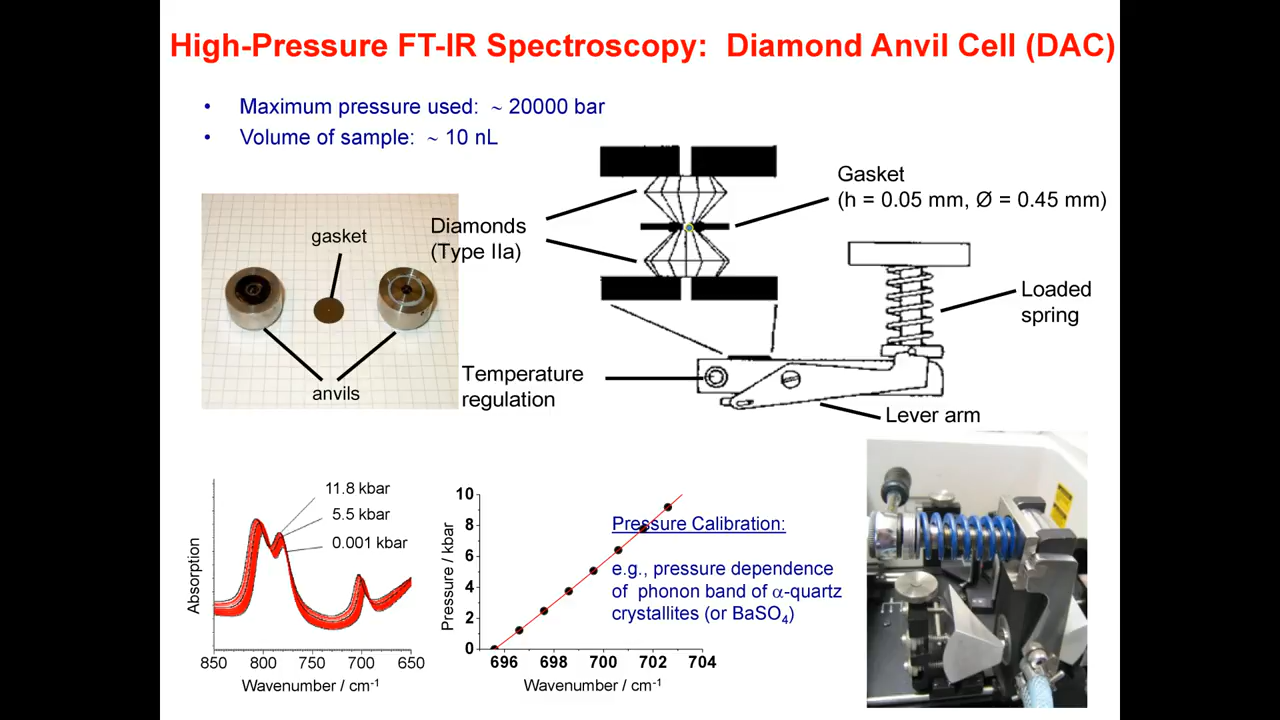 High-Pressure FT-IR Spectroscopy:  Diamond Anvil Cell (DAC)
• Maximum pressure used:  ~ 20000 bar
• Volume of sample:  ~ 10 nL
Gasket
(h = 0.05 mm, Ø = 0.45 mm)
Diamonds
(Type IIa)
gasket
anvils
Loaded
spring
Temperature
regulation
Lever arm
11.8 kbar
5.5 kbar
0.001 kbar
Absorption
850 800 750 700 650
Wavenumber / cm⁻¹
Pressure / kbar
10
8
6
4
2
0
696 698 700 702 704
Wavenumber / cm⁻¹
Pressure Calibration:
e.g., pressure dependence
of  phonon band of α-quartz
crystallites (or BaSO₄)